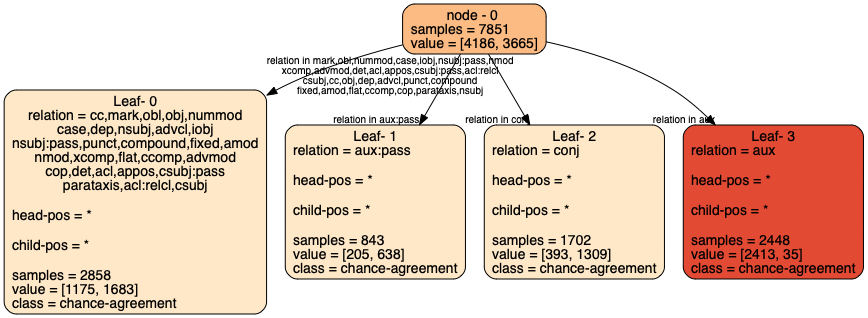 node - 0
samples = 7851
value = [4186, 3665]
relation in mark,obl,nummod,case,iobj,nsubj:pass,nmod
xcomp,advmod,det,acl,appos,csubj:pass,acl:relcl
csubj,cc,obj,dep,advcl,punct,compound
fixed,amod,flat,ccomp,cop,parataxis,nsubj
relation in aux:pass
relation in conj
relation in aux
Leaf- 0
relation = cc,mark,obl,obj,nummod
case,dep,nsubj,advcl,iobj
nsubj:pass,punct,compound,fixed,amod
nmod,xcomp,flat,ccomp,advmod
cop,det,acl,appos,csubj:pass
parataxis,acl:relcl,csubj
head-pos = *
child-pos = *
samples = 2858
value = [1175, 1683]
class = chance-agreement
Leaf- 1
relation = aux:pass
head-pos = *
child-pos = *
samples = 843
value = [205, 638]
class = chance-agreement
Leaf- 2
relation = conj
head-pos = *
child-pos = *
samples = 1702
value = [393, 1309]
class = chance-agreement
Leaf- 3
relation = aux
head-pos = *
child-pos = *
samples = 2448
value = [2413, 35]
class = chance-agreement